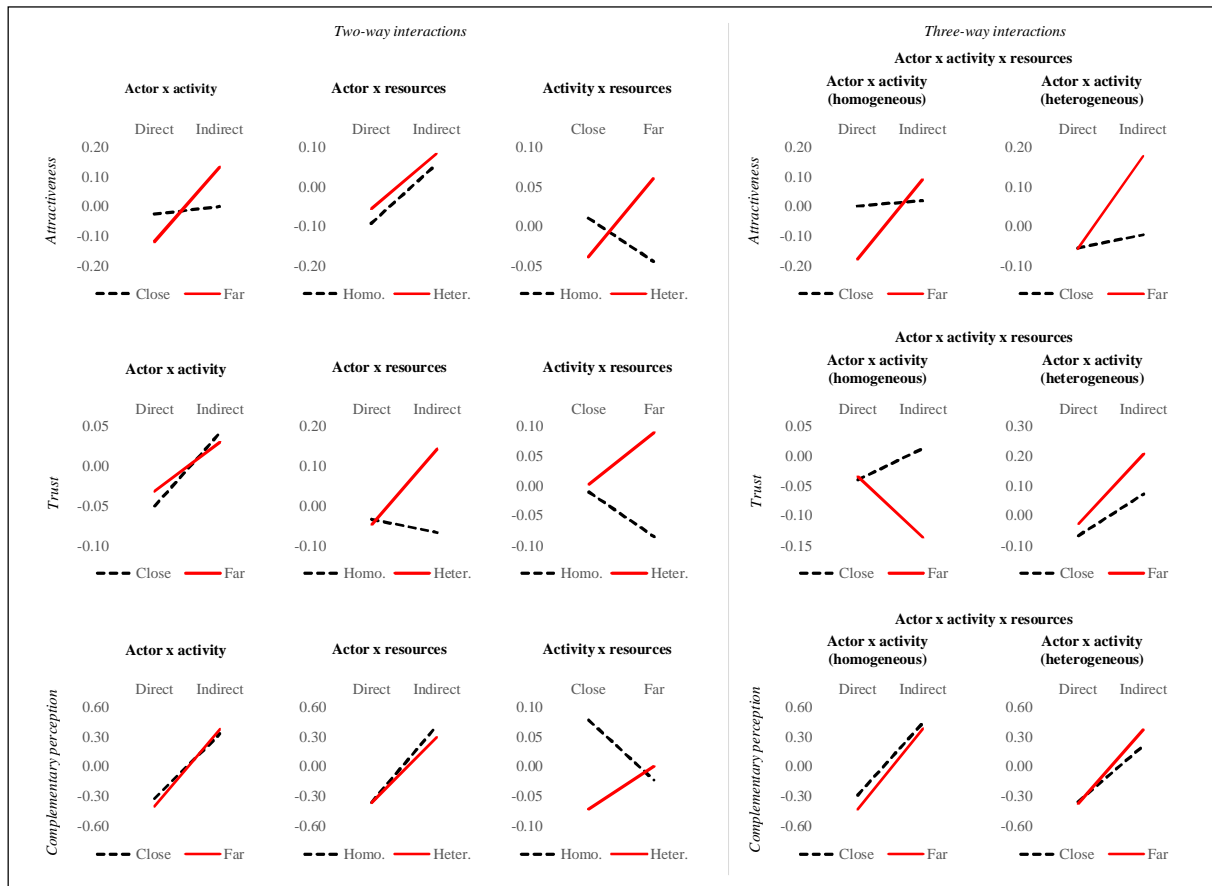 Two-way interactions
Three-way interactions
Actor x activity x resources
Actor x activity
Actor x resources
Activity x resources
Actor x activity
(homogeneous)
Actor x activity
(heterogeneous)
Attractiveness
Direct Indirect
0.20
0.10
0.00
-0.10
-0.20
Close Far
Direct Indirect
0.10
0.00
-0.10
-0.20
Homo. Heter.
Close Far
0.10
0.05
0.00
-0.05
Homo. Heter.
Attractiveness
Direct Indirect
0.20
0.10
0.00
-0.10
-0.20
Close Far
Direct Indirect
0.20
0.10
0.00
-0.10
Close Far
Actor x activity x resources
Actor x activity
Actor x resources
Activity x resources
Actor x activity
(homogeneous)
Actor x activity
(heterogeneous)
Trust
Direct Indirect
0.05
0.00
-0.05
-0.10
Close Far
Direct Indirect
0.20
0.10
0.00
-0.10
Homo. Heter.
Close Far
0.10
0.05
0.00
-0.05
-0.10
Homo. Heter.
Trust
Direct Indirect
0.05
0.00
-0.05
-0.10
-0.15
Close Far
Direct Indirect
0.30
0.20
0.10
0.00
-0.10
Close Far
Actor x activity x resources
Actor x activity
Actor x resources
Activity x resources
Actor x activity
(homogeneous)
Actor x activity
(heterogeneous)
Complementary perception
Direct Indirect
0.60
0.30
0.00
-0.30
-0.60
Close Far
Direct Indirect
0.60
0.30
0.00
-0.30
-0.60
Homo. Heter.
Close Far
0.10
0.05
0.00
-0.05
-0.10
Homo. Heter.
Complementary perception
Direct Indirect
0.60
0.30
0.00
-0.30
-0.60
Close Far
Direct Indirect
0.60
0.30
0.00
-0.30
-0.60
Close Far